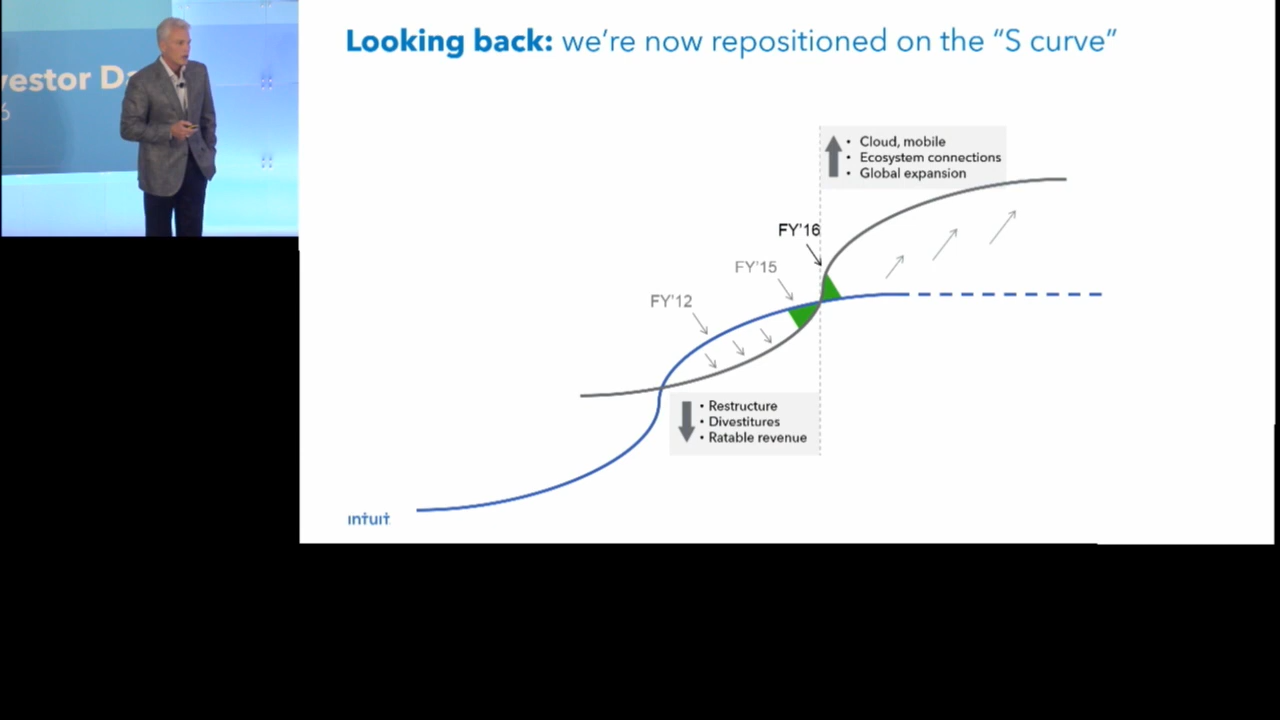 Looking back: we're now repositioned on the “S curve”
vestor Da
• Cloud, mobile
• Ecosystem connections
• Global expansion
FY'16
FY'15
FY'12
• Restructure
• Divestitures
• Ratable revenue
intuit